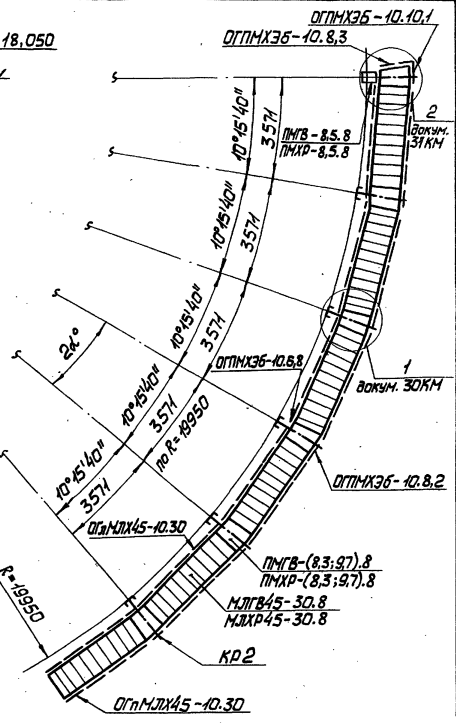 18,050
ОГПМХЭБ-10.10,1
ОГПМХЭБ-10.8,3
2
докум.
31КМ
ПМГВ-8,5.8
ПМХР-8,5.8
10°15'40"
3571
10°15'40"
3571
10°15'40"
3571
10°15'40"
3571
10°15'40"
3571
2α°
по R=19950
ОГПМХЭБ-10.6,8
1
докум. 30КМ
ОГПМХЭБ-10.8,2
ОГлМЛХ45-10.30
ПМГВ-(8,3;9,7).8
ПМХР-(8,3;9,7).8
МЛГВ45-30.8
МЛХР45-30.8
R=19950
КР2
ОГпМЛХ45-10.30